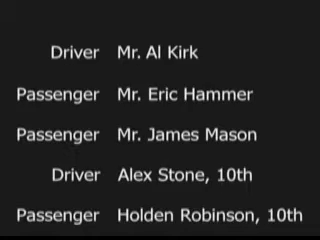 Driver Mr. Al Kirk
Passenger Mr. Eric Hammer
Passenger Mr. James Mason
Driver Alex Stone, 10th
Passenger Holden Robinson, 10th